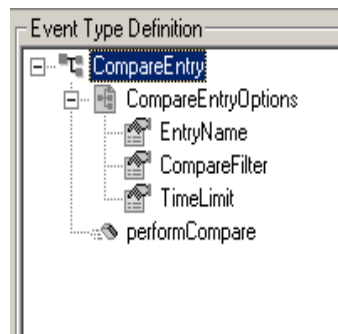 Event Type Definition
CompareEntry
CompareEntryOptions
EntryName
CompareFilter
TimeLimit
performCompare